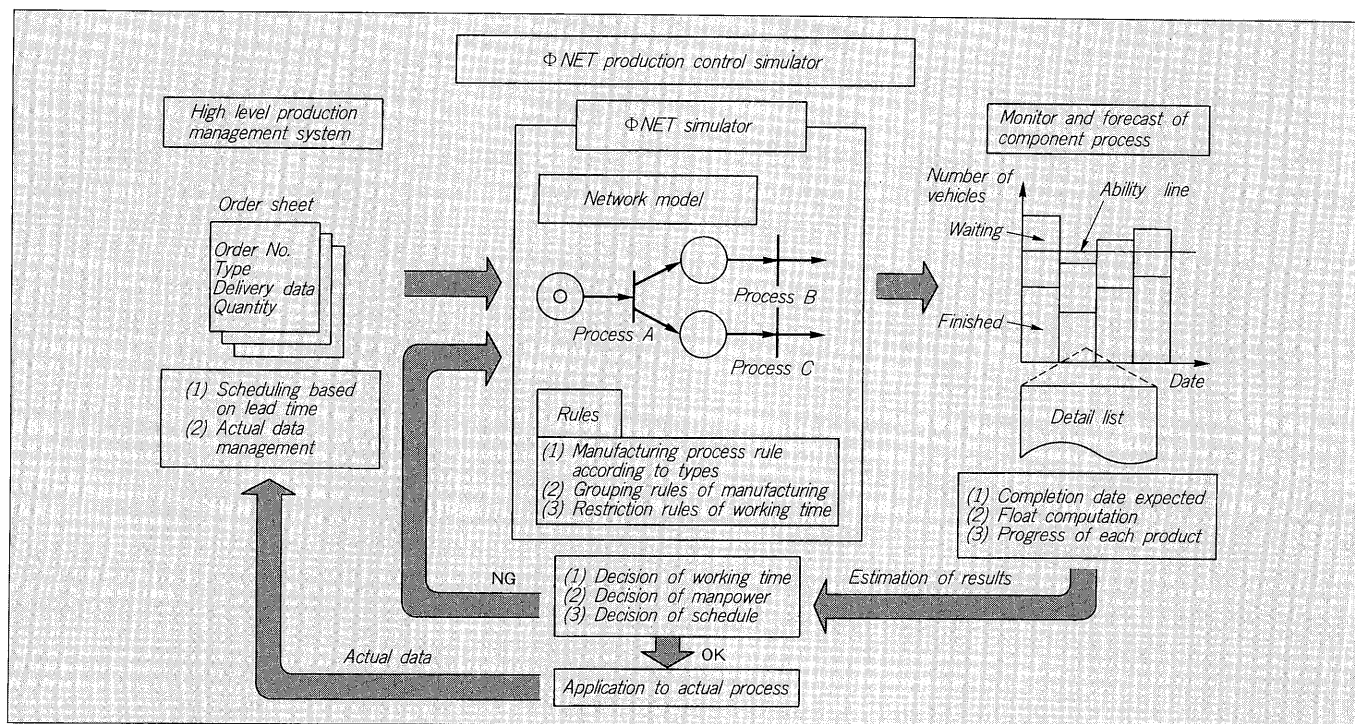 ΦNET production control simulator
High level production
management system
Order sheet
Order No.
Type
Delivery data
Quantity
(1) Scheduling based
on lead time
(2) Actual data
management
ΦNET simulator
Network model
Process A
Process B
Process C
Rules
(1) Manufacturing process rule
according to types
(2) Grouping rules of manufacturing
(3) Restriction rules of working time
Monitor and forecast of
component process
Number of
vehicles
Ability line
Waiting
Finished
Date
Detail list
(1) Completion date expected
(2) Float computation
(3) Progress of each product
Estimation of results
NG
(1) Decision of working time
(2) Decision of manpower
(3) Decision of schedule
OK
Actual data
Application to actual process